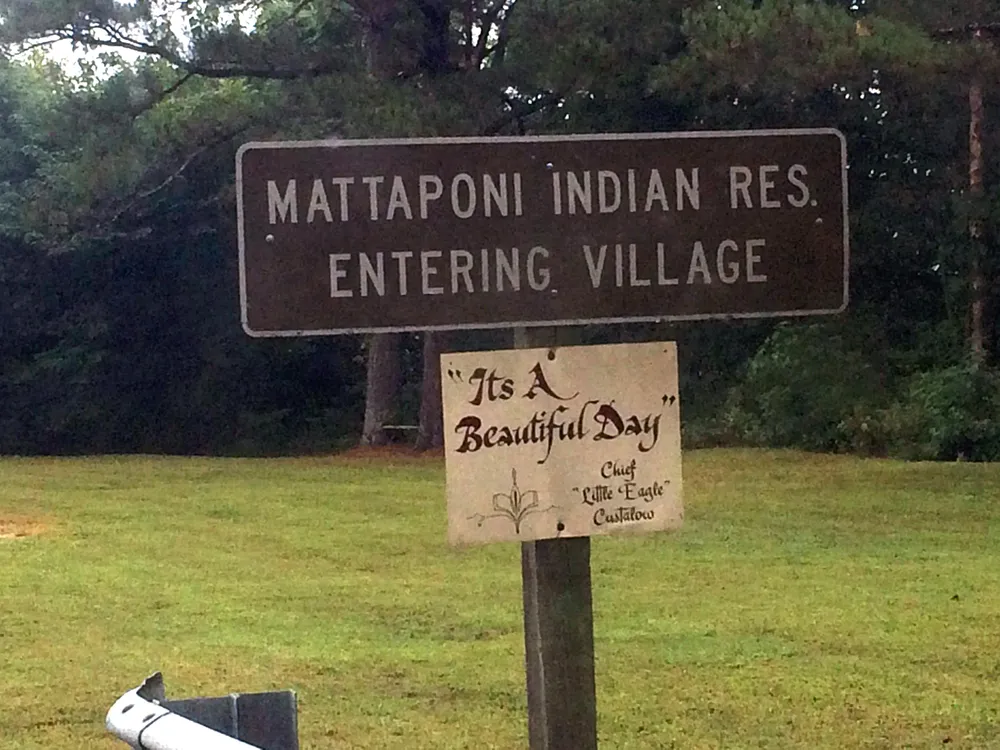 MATTAPONI INDIAN RES.
ENTERING VILLAGE
"Its A
Beautiful Day"
Chief
"Little Eagle"
Custalow